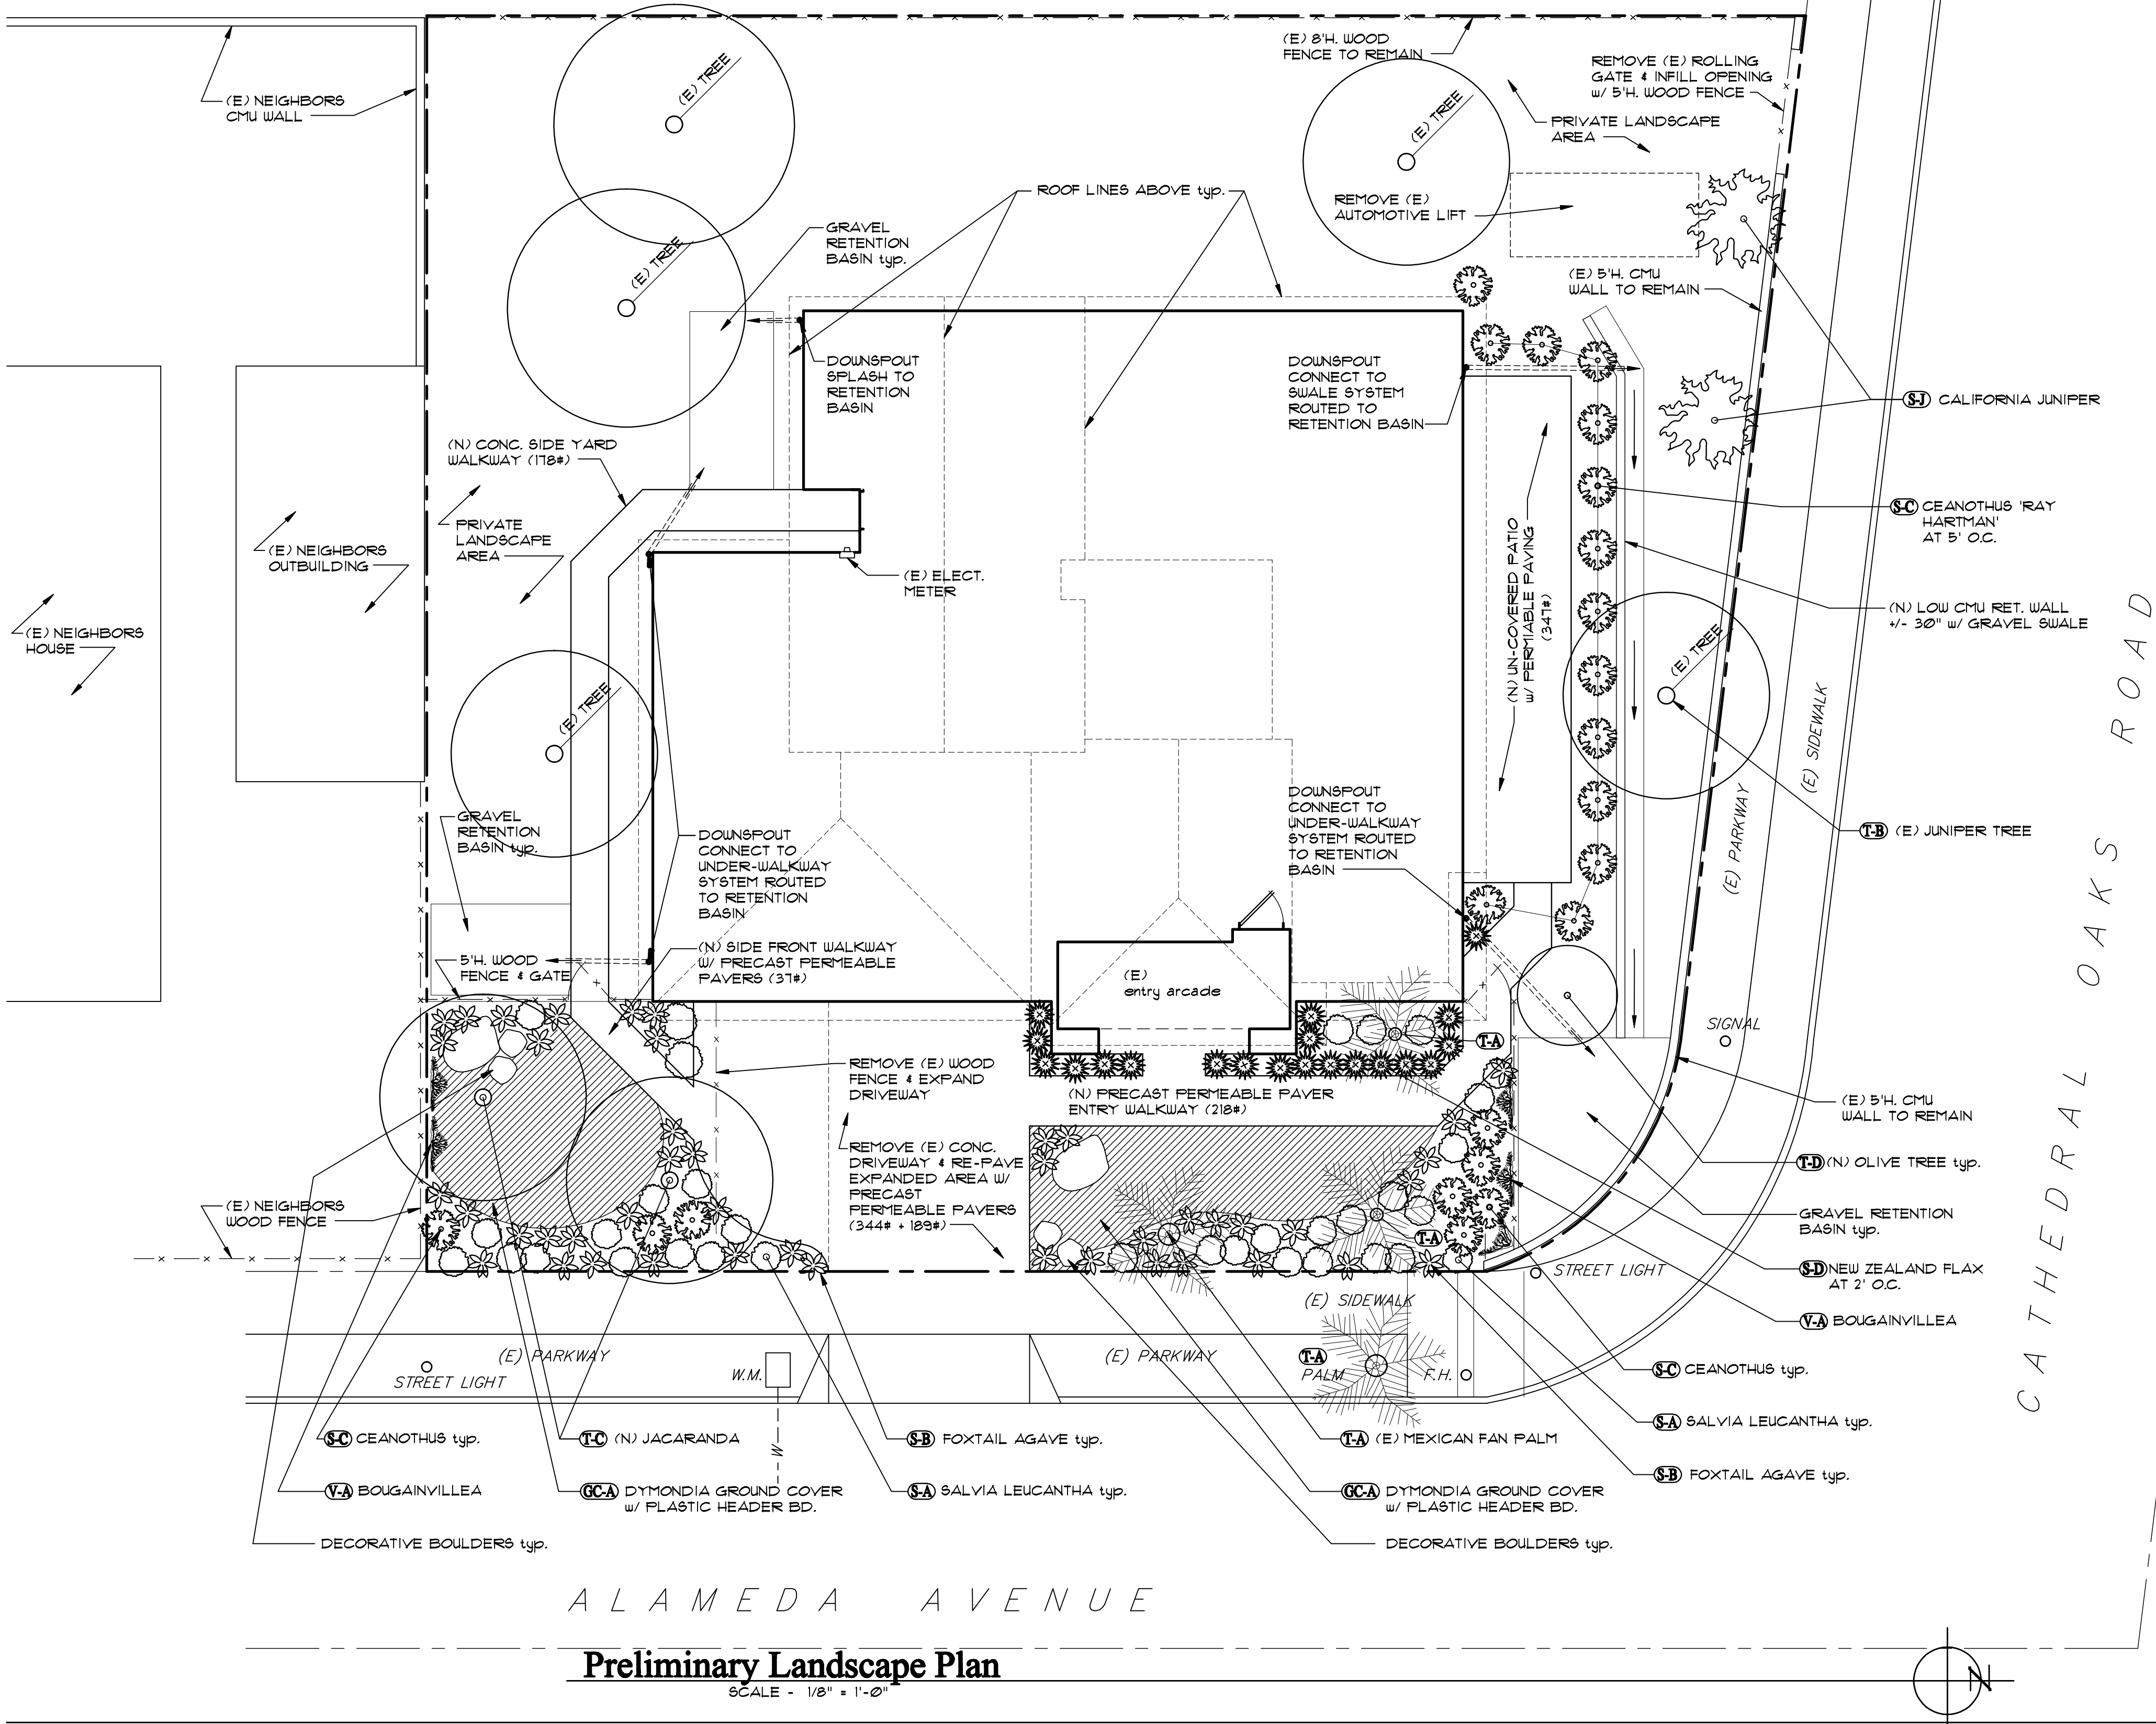 (E) NEIGHBORS
CMU WALL
(E) TREE
(E) TREE
(E) 8'H. WOOD
FENCE TO REMAIN
(E) TREE
REMOVE (E) ROLLING
GATE & INFILL OPENING
w/ 5'H. WOOD FENCE
PRIVATE LANDSCAPE
AREA
ROOF LINES ABOVE typ.
REMOVE (E)
AUTOMOTIVE LIFT
GRAVEL
RETENTION
BASIN typ.
(E) 5'H. CMU
WALL TO REMAIN
DOWNSPOUT
SPLASH TO
RETENTION
BASIN
DOWNSPOUT
CONNECT TO
SWALE SYSTEM
ROUTED TO
RETENTION BASIN
S-J CALIFORNIA JUNIPER
(N) CONC. SIDE YARD
WALKWAY (178#)
PRIVATE
LANDSCAPE
AREA
S-C CEANOTHUS 'RAY
HARTMAN'
AT 5' O.C.
(E) NEIGHBORS
OUTBUILDING
(E) ELECT.
METER
(N) UN-COVERED PATIO
w/ PERMIABLE PAVING
(347#)
(N) LOW CMU RET. WALL
+/- 30" w/ GRAVEL SWALE
(E) NEIGHBORS
HOUSE
(E) TREE
(E) TREE
(E) SIDEWALK
(E) PARKWAY
CATHEDRAL OAKS ROAD
GRAVEL
RETENTION
BASIN typ.
DOWNSPOUT
CONNECT TO
UNDER-WALKWAY
SYSTEM ROUTED
TO RETENTION
BASIN
DOWNSPOUT
CONNECT TO
UNDER-WALKWAY
SYSTEM ROUTED
TO RETENTION
BASIN
T-B (E) JUNIPER TREE
5'H. WOOD
FENCE & GATE
(N) SIDE FRONT WALKWAY
W/ PRECAST PERMEABLE
PAVERS (37#)
(E)
entry arcade
SIGNAL
T-A
REMOVE (E) WOOD
FENCE & EXPAND
DRIVEWAY
(N) PRECAST PERMEABLE PAVER
ENTRY WALKWAY (218#)
(E) 5'H. CMU
WALL TO REMAIN
REMOVE (E) CONC.
DRIVEWAY & RE-PAVE
EXPANDED AREA W/
PRECAST
PERMEABLE PAVERS
(344# + 189#)
T-D (N) OLIVE TREE typ.
(E) NEIGHBORS
WOOD FENCE
GRAVEL RETENTION
BASIN typ.
T-A
STREET LIGHT
S-D NEW ZEALAND FLAX
AT 2' O.C.
(E) SIDEWALK
V-A BOUGAINVILLEA
(E) PARKWAY
STREET LIGHT
W.M.
(E) PARKWAY
T-A
PALM
F.H.
S-C CEANOTHUS typ.
S-A SALVIA LEUCANTHA typ.
S-C CEANOTHUS typ.
T-C (N) JACARANDA
W
S-B FOXTAIL AGAVE typ.
T-A (E) MEXICAN FAN PALM
S-B FOXTAIL AGAVE typ.
V-A BOUGAINVILLEA
GC-A DYMONDIA GROUND COVER
w/ PLASTIC HEADER BD.
S-A SALVIA LEUCANTHA typ.
GC-A DYMONDIA GROUND COVER
w/ PLASTIC HEADER BD.
DECORATIVE BOULDERS typ.
DECORATIVE BOULDERS typ.
ALAMEDA AVENUE
Preliminary Landscape Plan
SCALE - 1/8" = 1'-0"
N